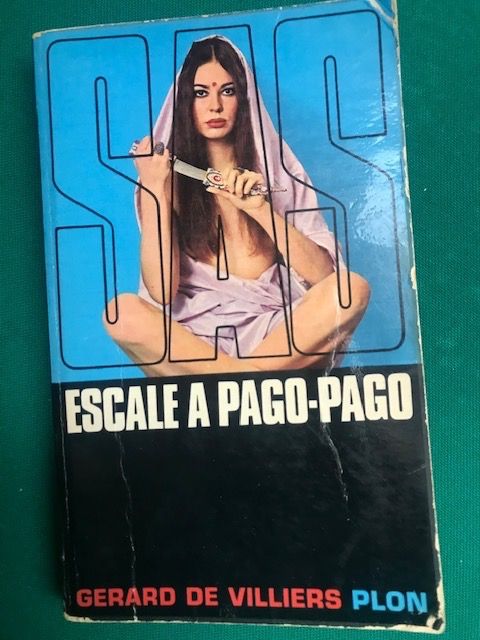 SAS
ESCALE A PAGO-PAGO
GERARD DE VILLIERS PLON